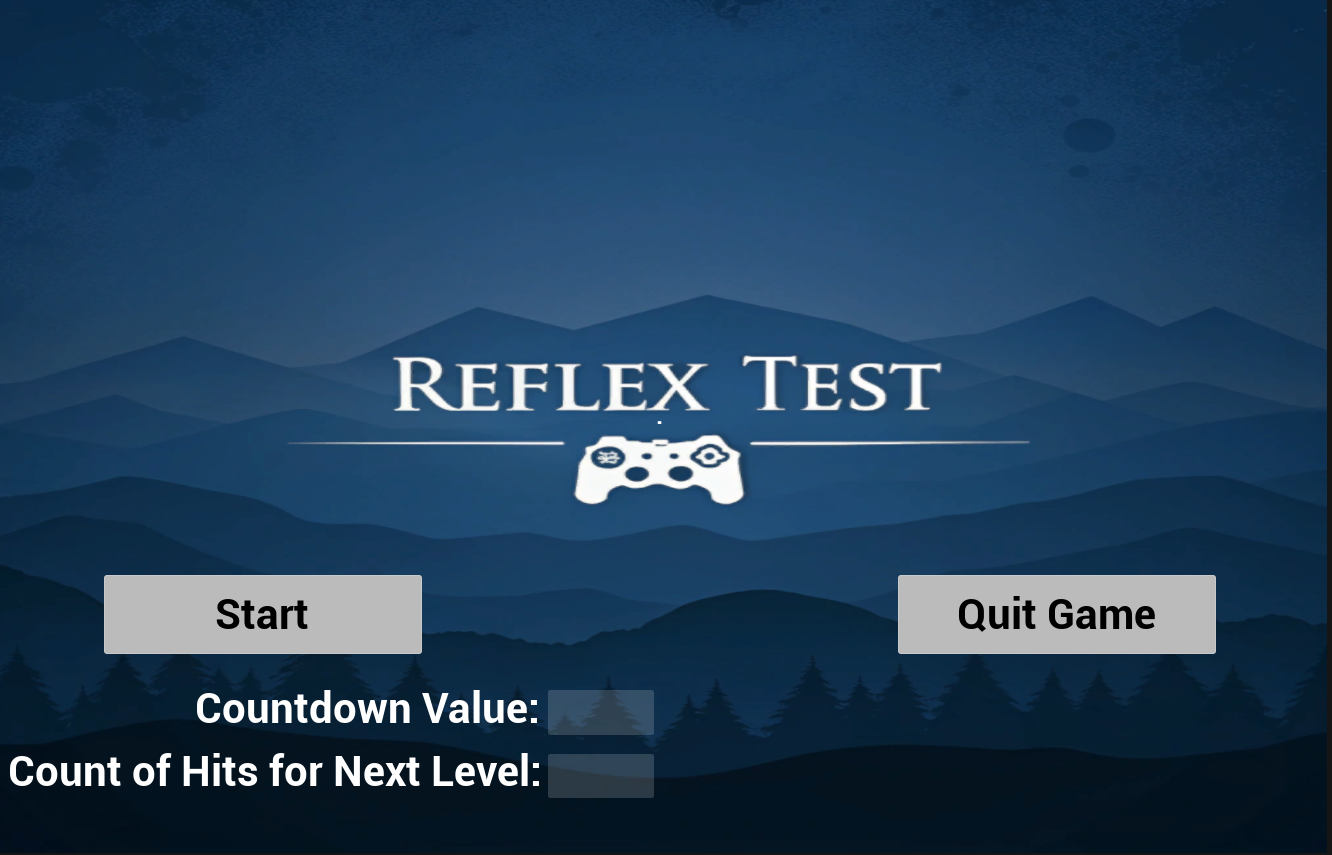 Reflex Test
Start
Quit Game
Countdown Value:
Count of Hits for Next Level: